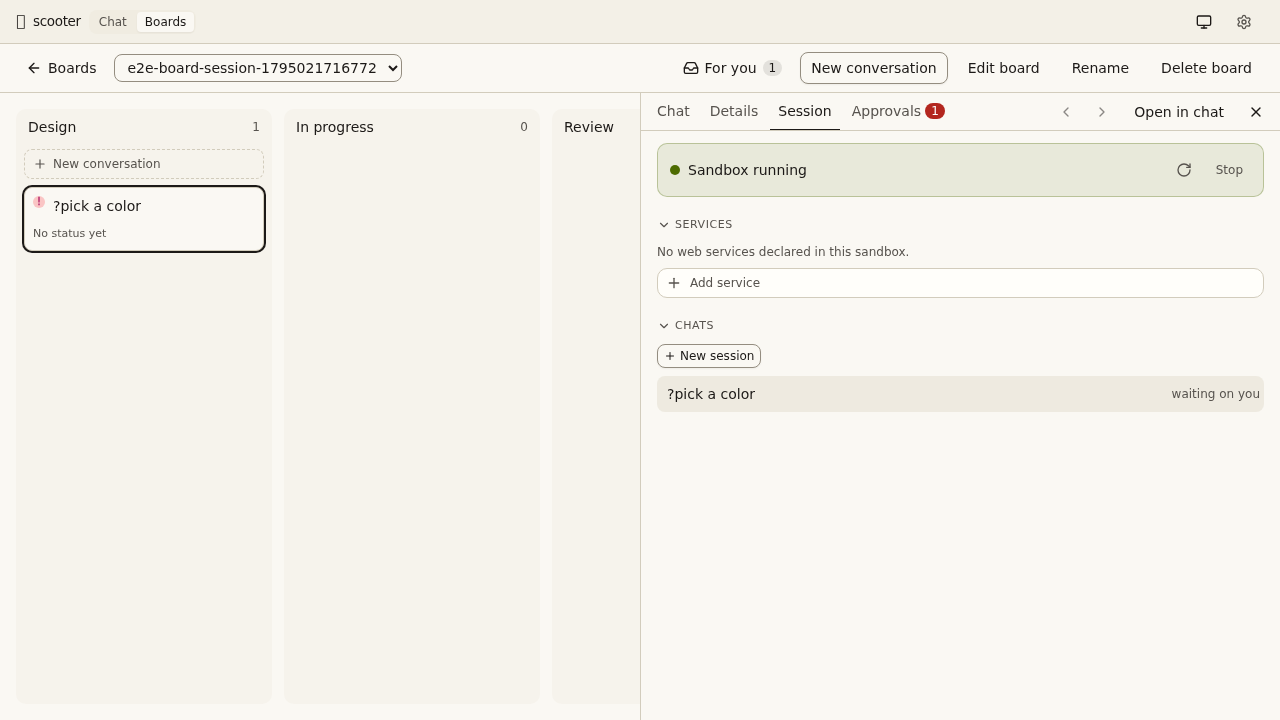 scooter Chat Boards
Boards e2e-board-session-1795021716772 For you 1 New conversation Edit board Rename Delete board
Design 1
New conversation
?pick a color
No status yet
In progress 0
Review
Chat Details Session Approvals 1 Open in chat
Sandbox running Stop
SERVICES
No web services declared in this sandbox.
Add service
CHATS
New session
?pick a color waiting on you